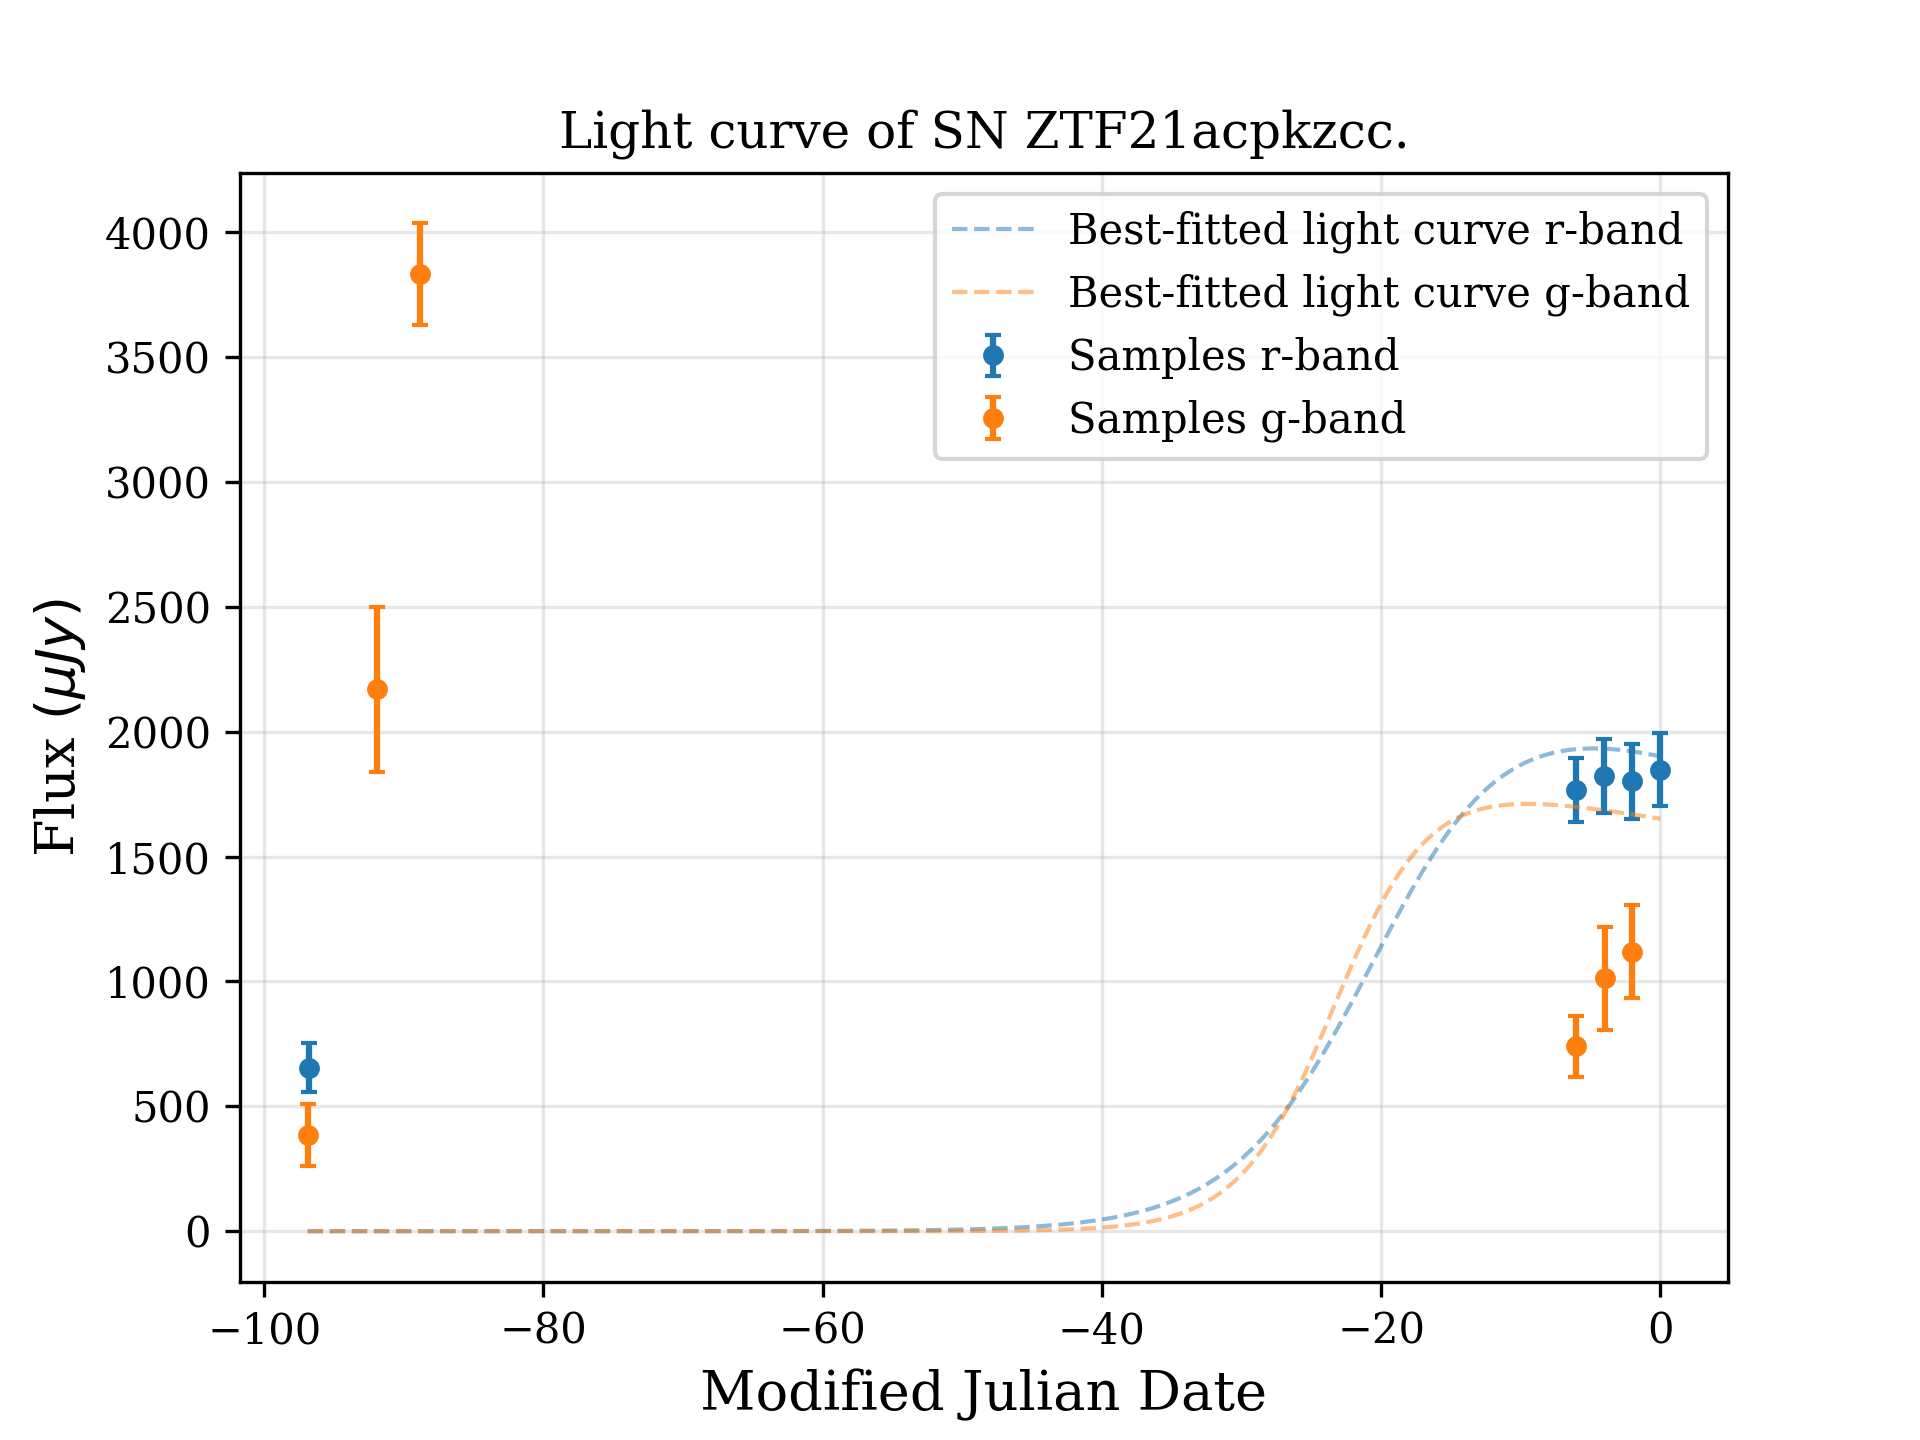 Light curve of SN ZTF21acpkzcc.
Best-fitted light curve r-band
Best-fitted light curve g-band
Samples r-band
Samples g-band
Flux (μJy)
4000
3500
3000
2500
2000
1500
1000
500
0
−100
−80
−60
−40
−20
0
Modified Julian Date